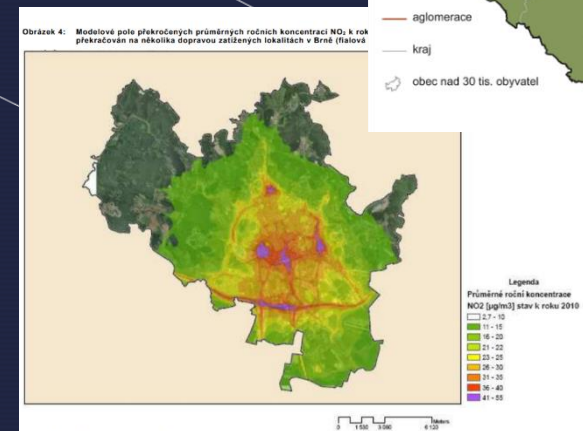 aglomerace
kraj
obec nad 30 tis. obyvatel
Obrázek 4: Modelové pole překročených průměrných ročních koncentrací NO₂ k rok
překračován na několika dopravou zatížených lokalitách v Brně (fialová
Legenda
Průměrné roční koncentrace
NO2 [µg/m3] stav k roku 2010
2,7 - 10
11 - 15
16 - 20
21 - 22
23 - 25
26 - 30
31 - 35
36 - 40
41 - 55
Meters
0 1 530 3 060 6 120